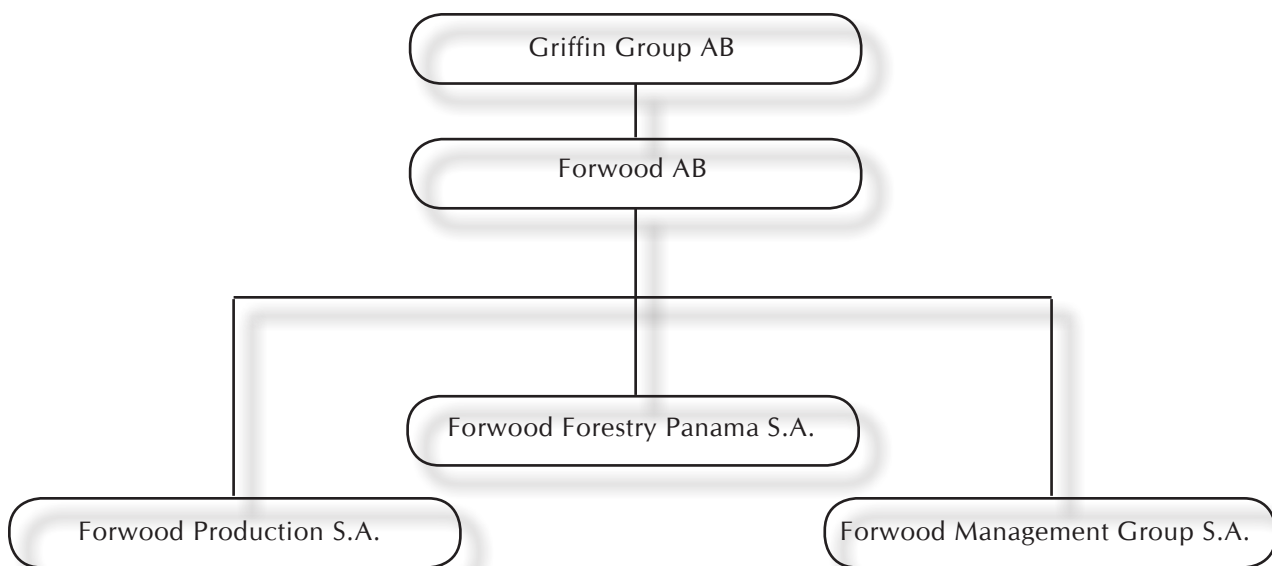 Griffin Group AB
Forwood AB
Forwood Forestry Panama S.A.
Forwood Production S.A.
Forwood Management Group S.A.